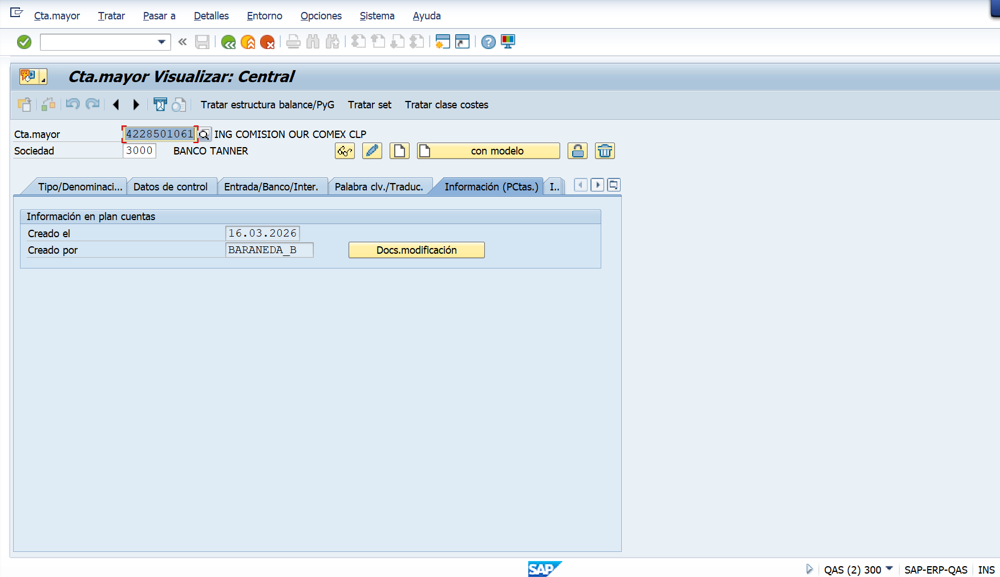 Cta.mayor Tratar Pasar a Detalles Entorno Opciones Sistema Ayuda
Cta.mayor Visualizar: Central
Tratar estructura balance/PyG Tratar set Tratar clase costes
Cta.mayor 4228501061 ING COMISION OUR COMEX CLP
Sociedad 3000 BANCO TANNER con modelo
Tipo/Denominaci... Datos de control Entrada/Banco/Inter. Palabra clv./Traduc. Información (PCtas.) I..
Información en plan cuentas
Creado el 16.03.2026
Creado por BARANEDA_B Docs.modificación
SAP QAS (2) 300 SAP-ERP-QAS INS